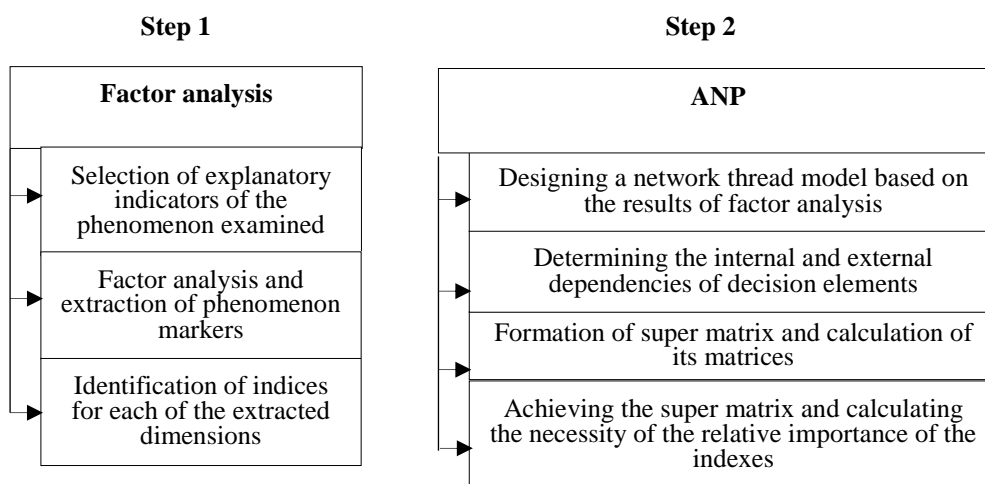 Step 1
Factor analysis
Selection of explanatory
indicators of the
phenomenon examined
Factor analysis and
extraction of phenomenon
markers
Identification of indices
for each of the extracted
dimensions
Step 2
ANP
Designing a network thread model based on
the results of factor analysis
Determining the internal and external
dependencies of decision elements
Formation of super matrix and calculation of
its matrices
Achieving the super matrix and calculating
the necessity of the relative importance of the
indexes